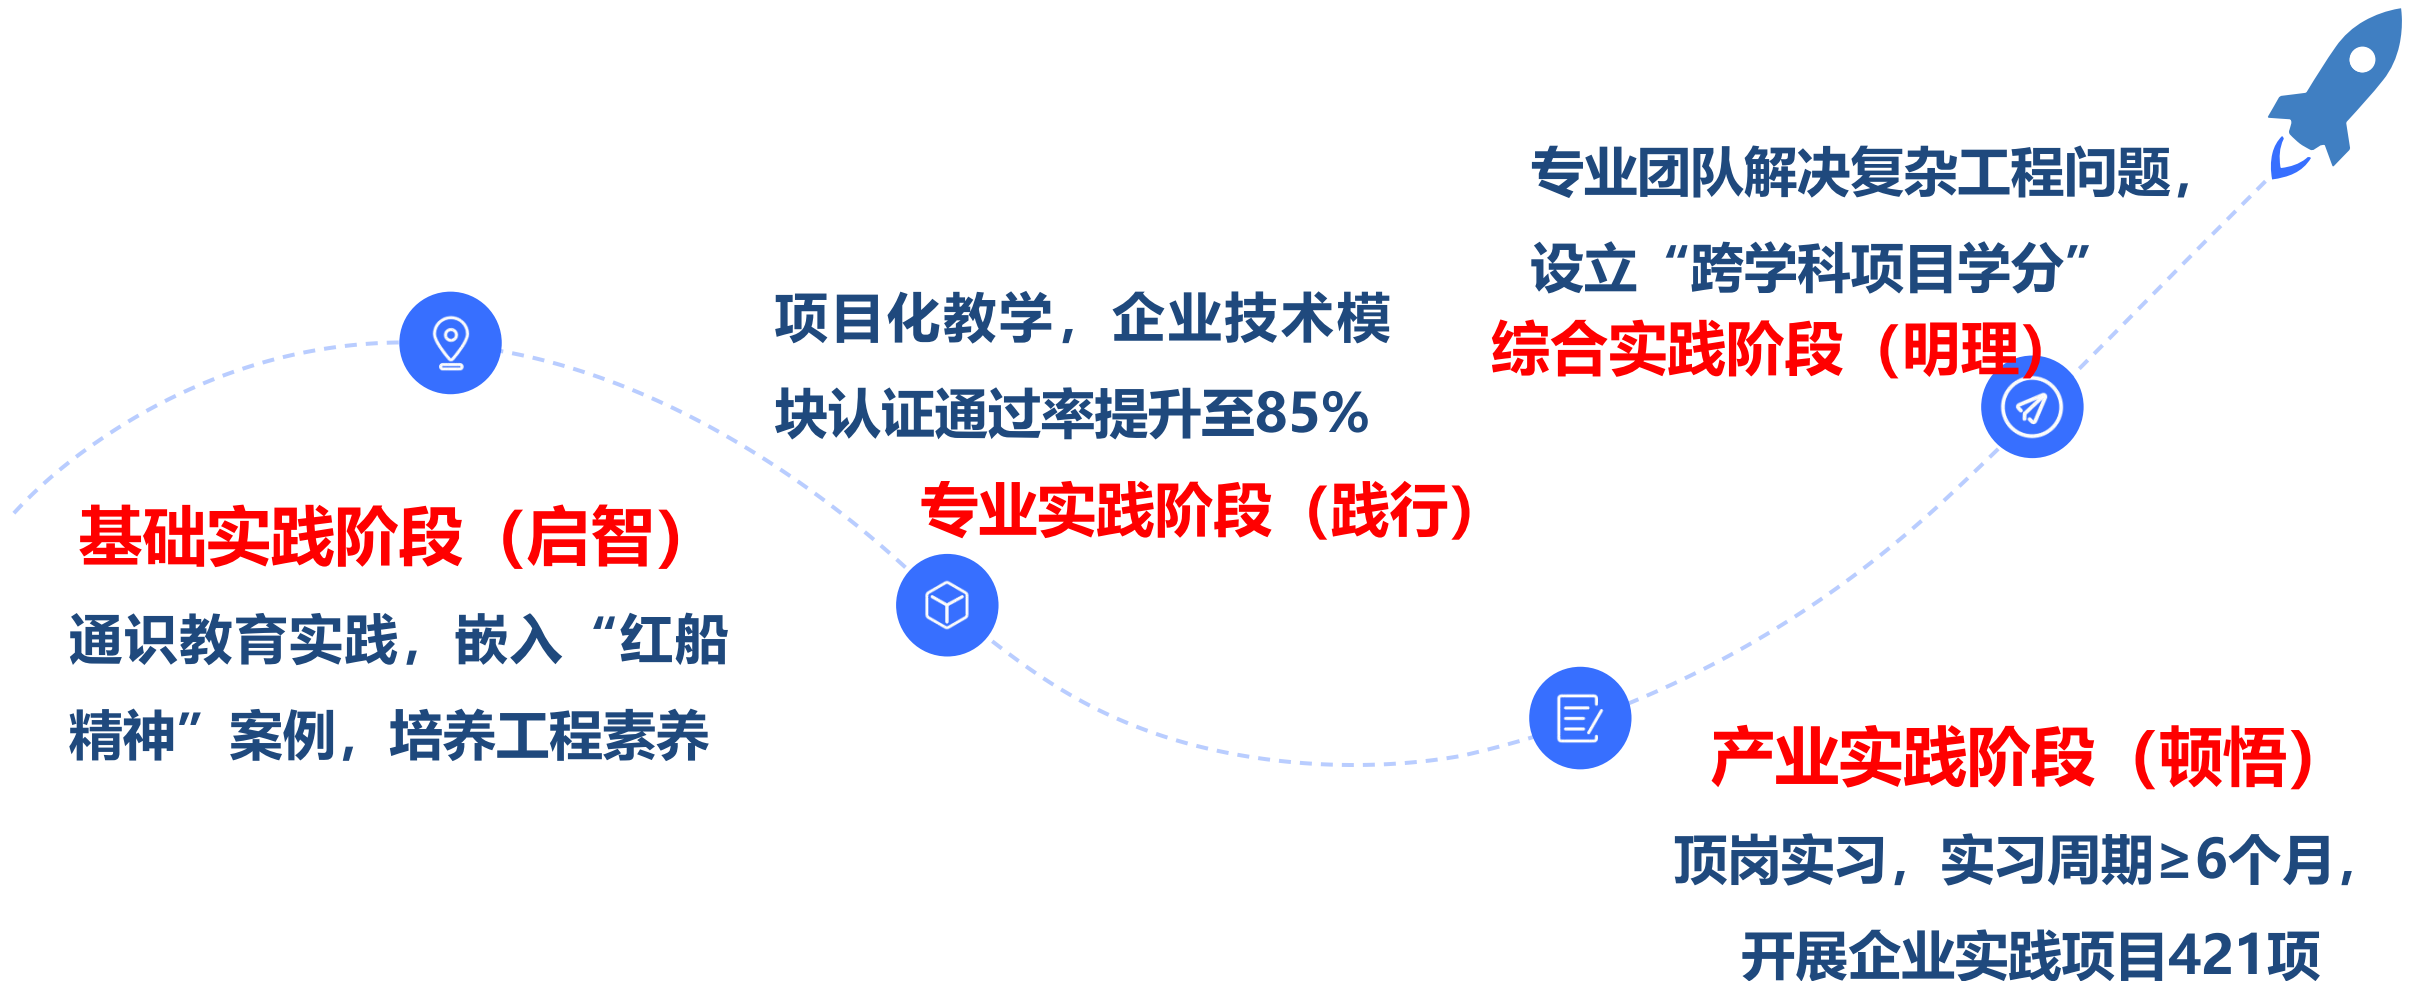 基础实践阶段（启智）
通识教育实践，嵌入“红船
精神”案例，培养工程素养
项目化教学，企业技术模
块认证通过率提升至85%
专业实践阶段（践行）
专业团队解决复杂工程问题，
设立“跨学科项目学分”
综合实践阶段（明理）
产业实践阶段（顿悟）
顶岗实习，实习周期≥6个月，
开展企业实践项目421项